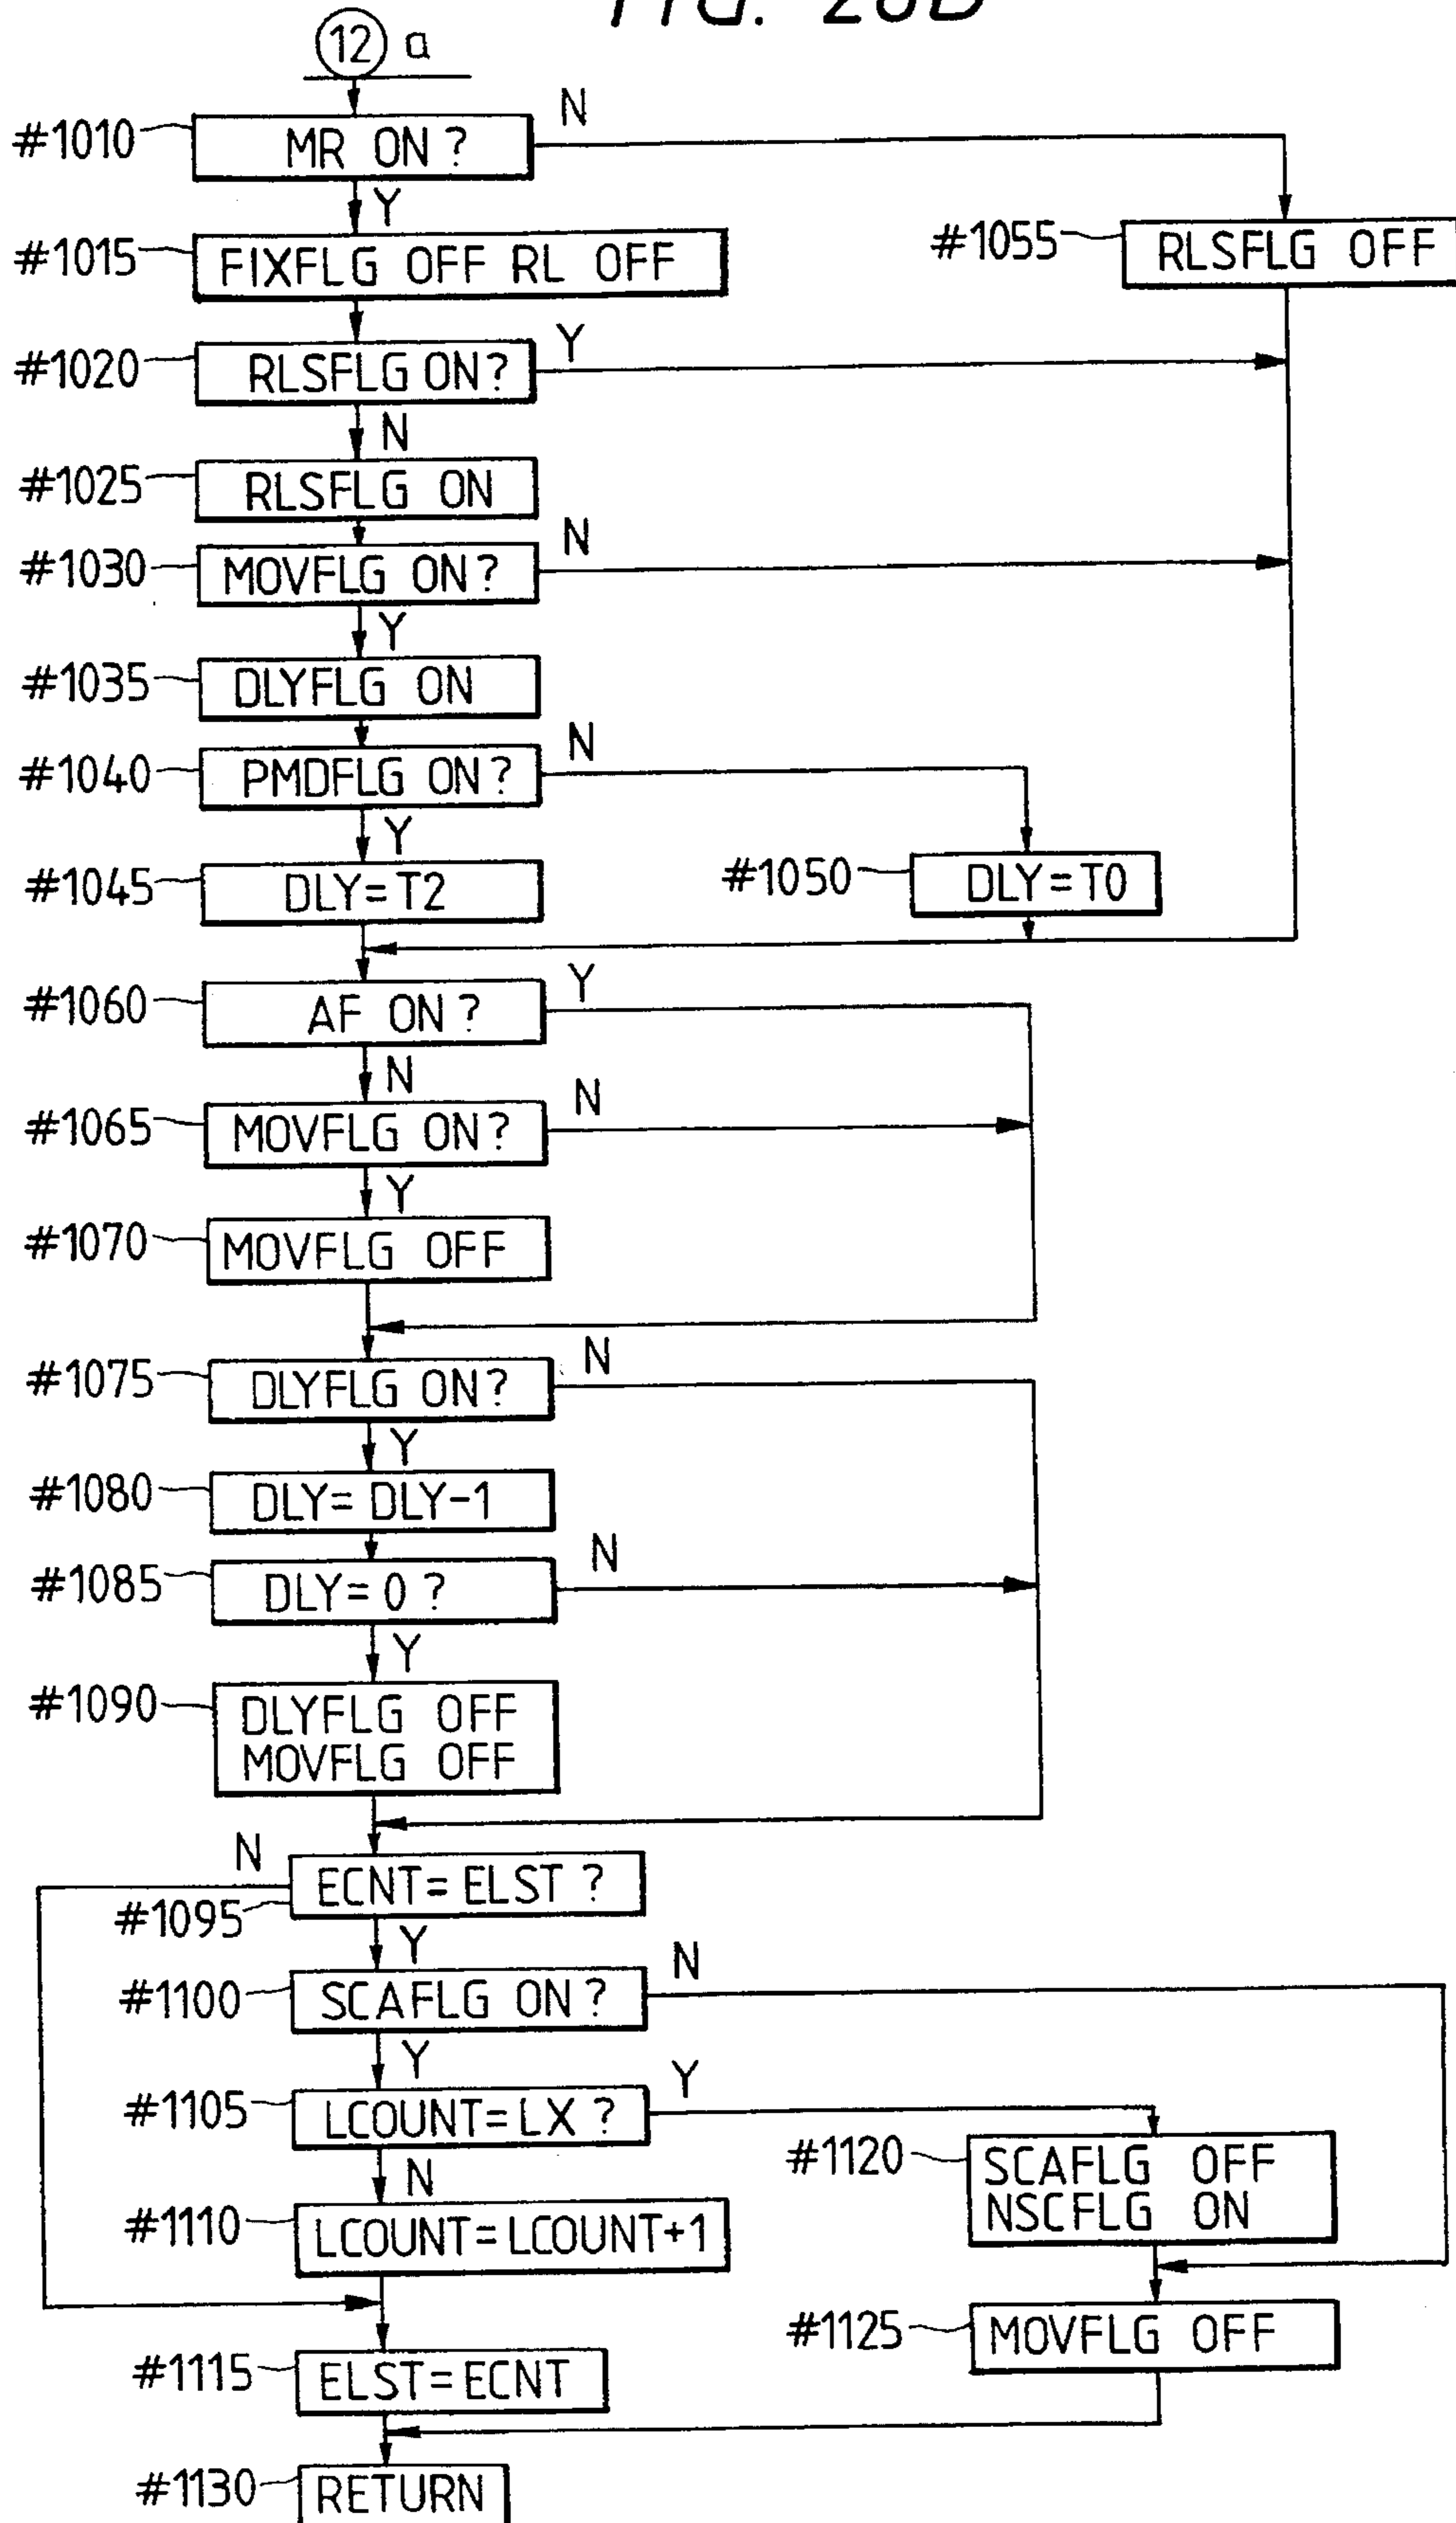 FIG. 28B
12 a
#1010 MR ON ? N
Y
#1015 FIXFLG OFF RL OFF
#1055 RLSFLG OFF
#1020 RLSFLG ON? Y
N
#1025 RLSFLG ON
#1030 MOVFLG ON? N
Y
#1035 DLYFLG ON
#1040 PMDFLG ON? N
Y
#1045 DLY=T2
#1050 DLY=T0
#1060 AF ON ? Y
N
#1065 MOVFLG ON? N
Y
#1070 MOVFLG OFF
#1075 DLYFLG ON? N
Y
#1080 DLY= DLY-1
#1085 DLY= 0 ? N
Y
#1090 DLYFLG OFF
MOVFLG OFF
N
#1095 ECNT= ELST ?
Y
#1100 SCAFLG ON ? N
Y
#1105 LCOUNT= LX ? Y
N
#1120 SCAFLG OFF
NSCFLG ON
#1110 LCOUNT=LCOUNT+1
#1125 MOVFLG OFF
#1115 ELST=ECNT
#1130 RETURN